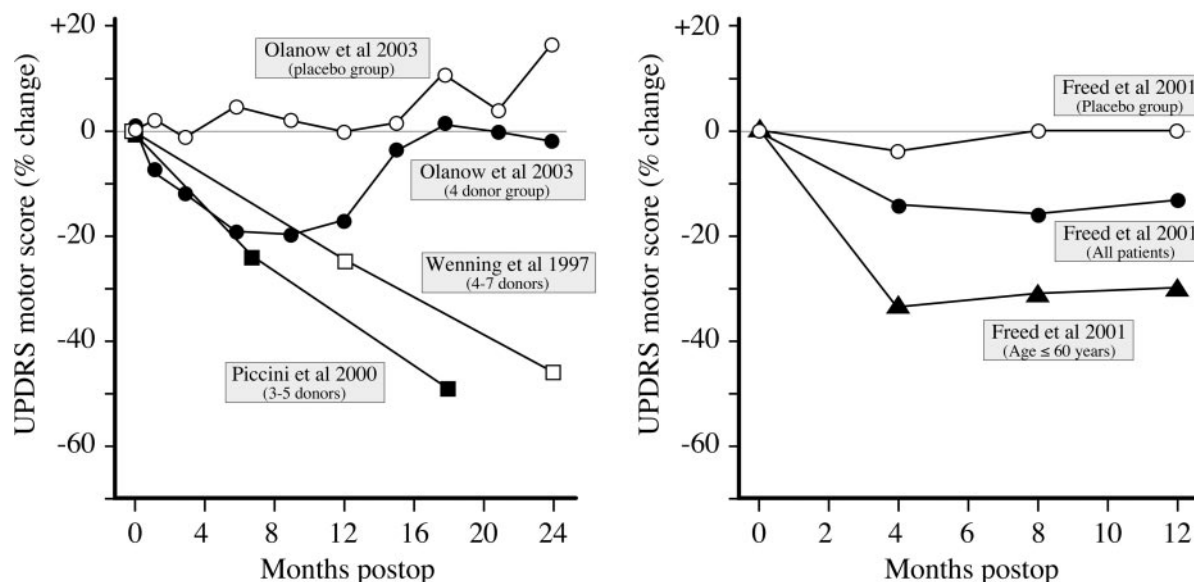 UPDRS motor score (% change)
+20
0
-20
-40
-60
Olanow et al 2003
(placebo group)
Olanow et al 2003
(4 donor group)
Wenning et al 1997
(4-7 donors)
Piccini et al 2000
(3-5 donors)
0 4 8 12 16 20 24
Months postop
UPDRS motor score (% change)
+20
0
-20
-40
-60
Freed et al 2001
(Placebo group)
Freed et al 2001
(All patients)
Freed et al 2001
(Age ≤ 60 years)
0 2 4 6 8 10 12
Months postop